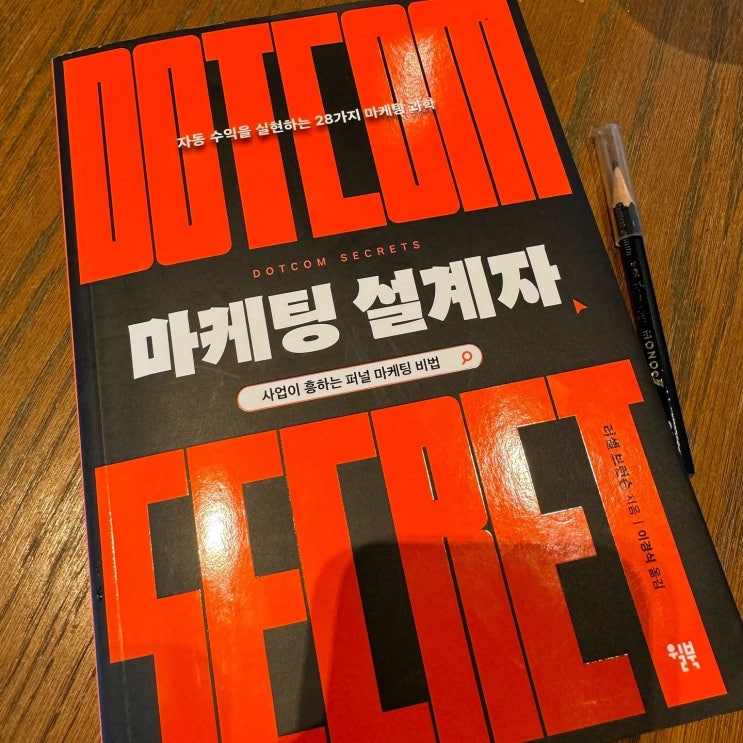 DOTCOM
자동 수익을 실현하는 28가지 마케팅 과학
DOTCOM SECRETS
마케팅 설계자
사업이 흥하는 퍼널 마케팅 비법
SECRET
러셀 브런슨 지음 | 이경식 옮김
윌북